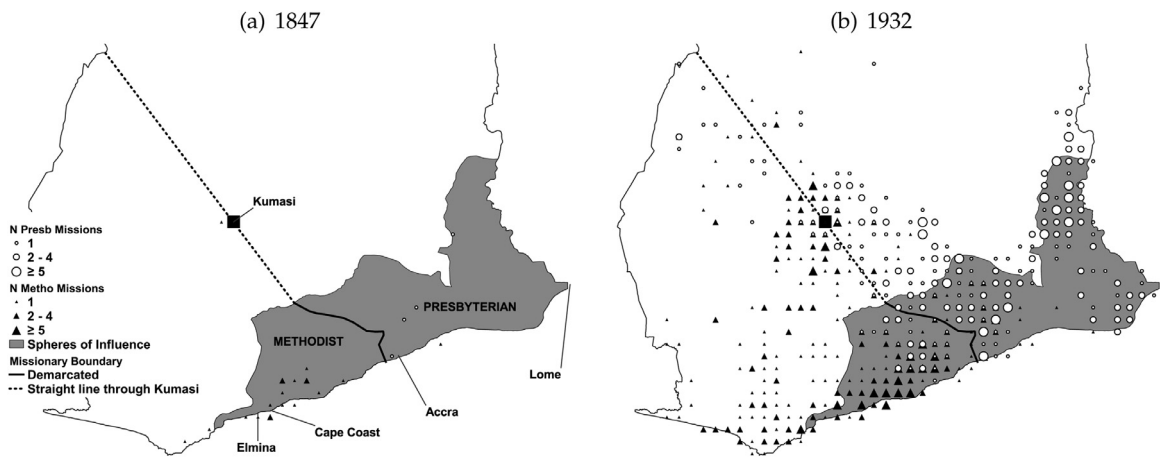 (a) 1847
(b) 1932
Kumasi
N Presb Missions
1
2 - 4
≥ 5
N Metho Missions
1
2 - 4
≥ 5
Spheres of Influence
Missionary Boundary
Demarcated
Straight line through Kumasi
PRESBYTERIAN
METHODIST
Lome
Accra
Cape Coast
Elmina